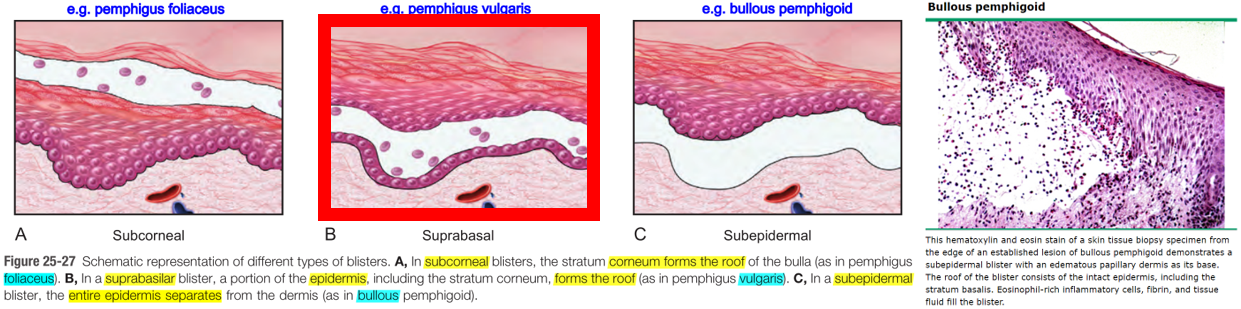 e.g. pemphigus foliaceus
e.g. pemphigus vulgaris
e.g. bullous pemphigoid
A
Subcorneal
B
Suprabasal
C
Subepidermal
Figure 25-27 Schematic representation of different types of blisters. A, In subcorneal blisters, the stratum corneum forms the roof of the bulla (as in pemphigus
foliaceus). B, In a suprabasilar blister, a portion of the epidermis, including the stratum corneum, forms the roof (as in pemphigus vulgaris). C, In a subepidermal
blister, the entire epidermis separates from the dermis (as in bullous pemphigoid).
Bullous pemphigoid
This hematoxylin and eosin stain of a skin tissue biopsy specimen from
the edge of an established lesion of bullous pemphigoid demonstrates a
subepidermal blister with an edematous papillary dermis as its base.
The roof of the blister consists of the intact epidermis, including the
stratum basalis. Eosinophil-rich inflammatory cells, fibrin, and tissue
fluid fill the blister.